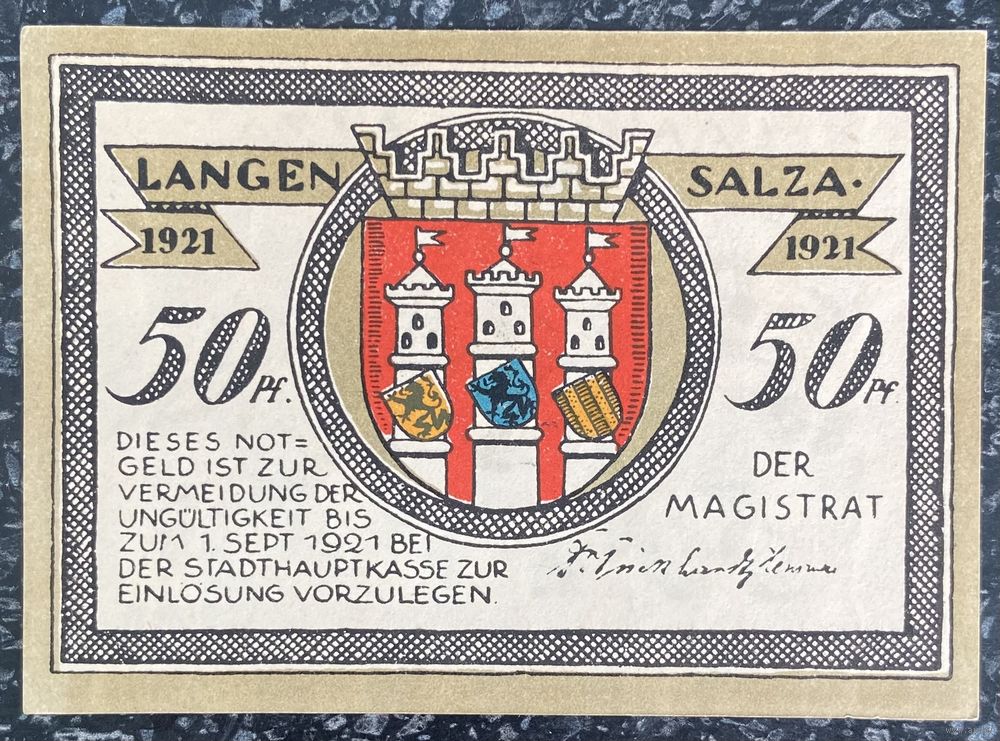 LANGEN SALZA·
1921 1921
50 Pf. 50 Pf.
DIESES NOT=
GELD IST ZUR
VERMEIDUNG DER
UNGÜLTIGKEIT BIS
ZUM 1. SEPT 1921 BEI
DER STADTHAUPTKASSE ZUR
EINLÖSUNG VORZULEGEN.
DER
MAGISTRAT